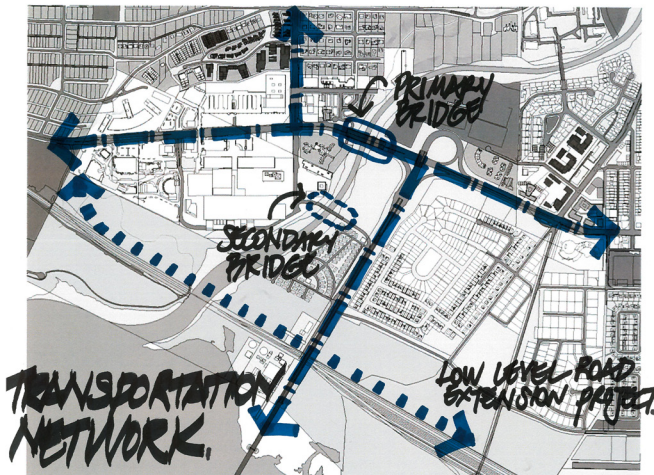 PRIMARY
BRIDGE
SECONDARY
BRIDGE
LOW LEVEL ROAD
EXTENSION PROJECT.
TRANSPORTATION
NETWORK.